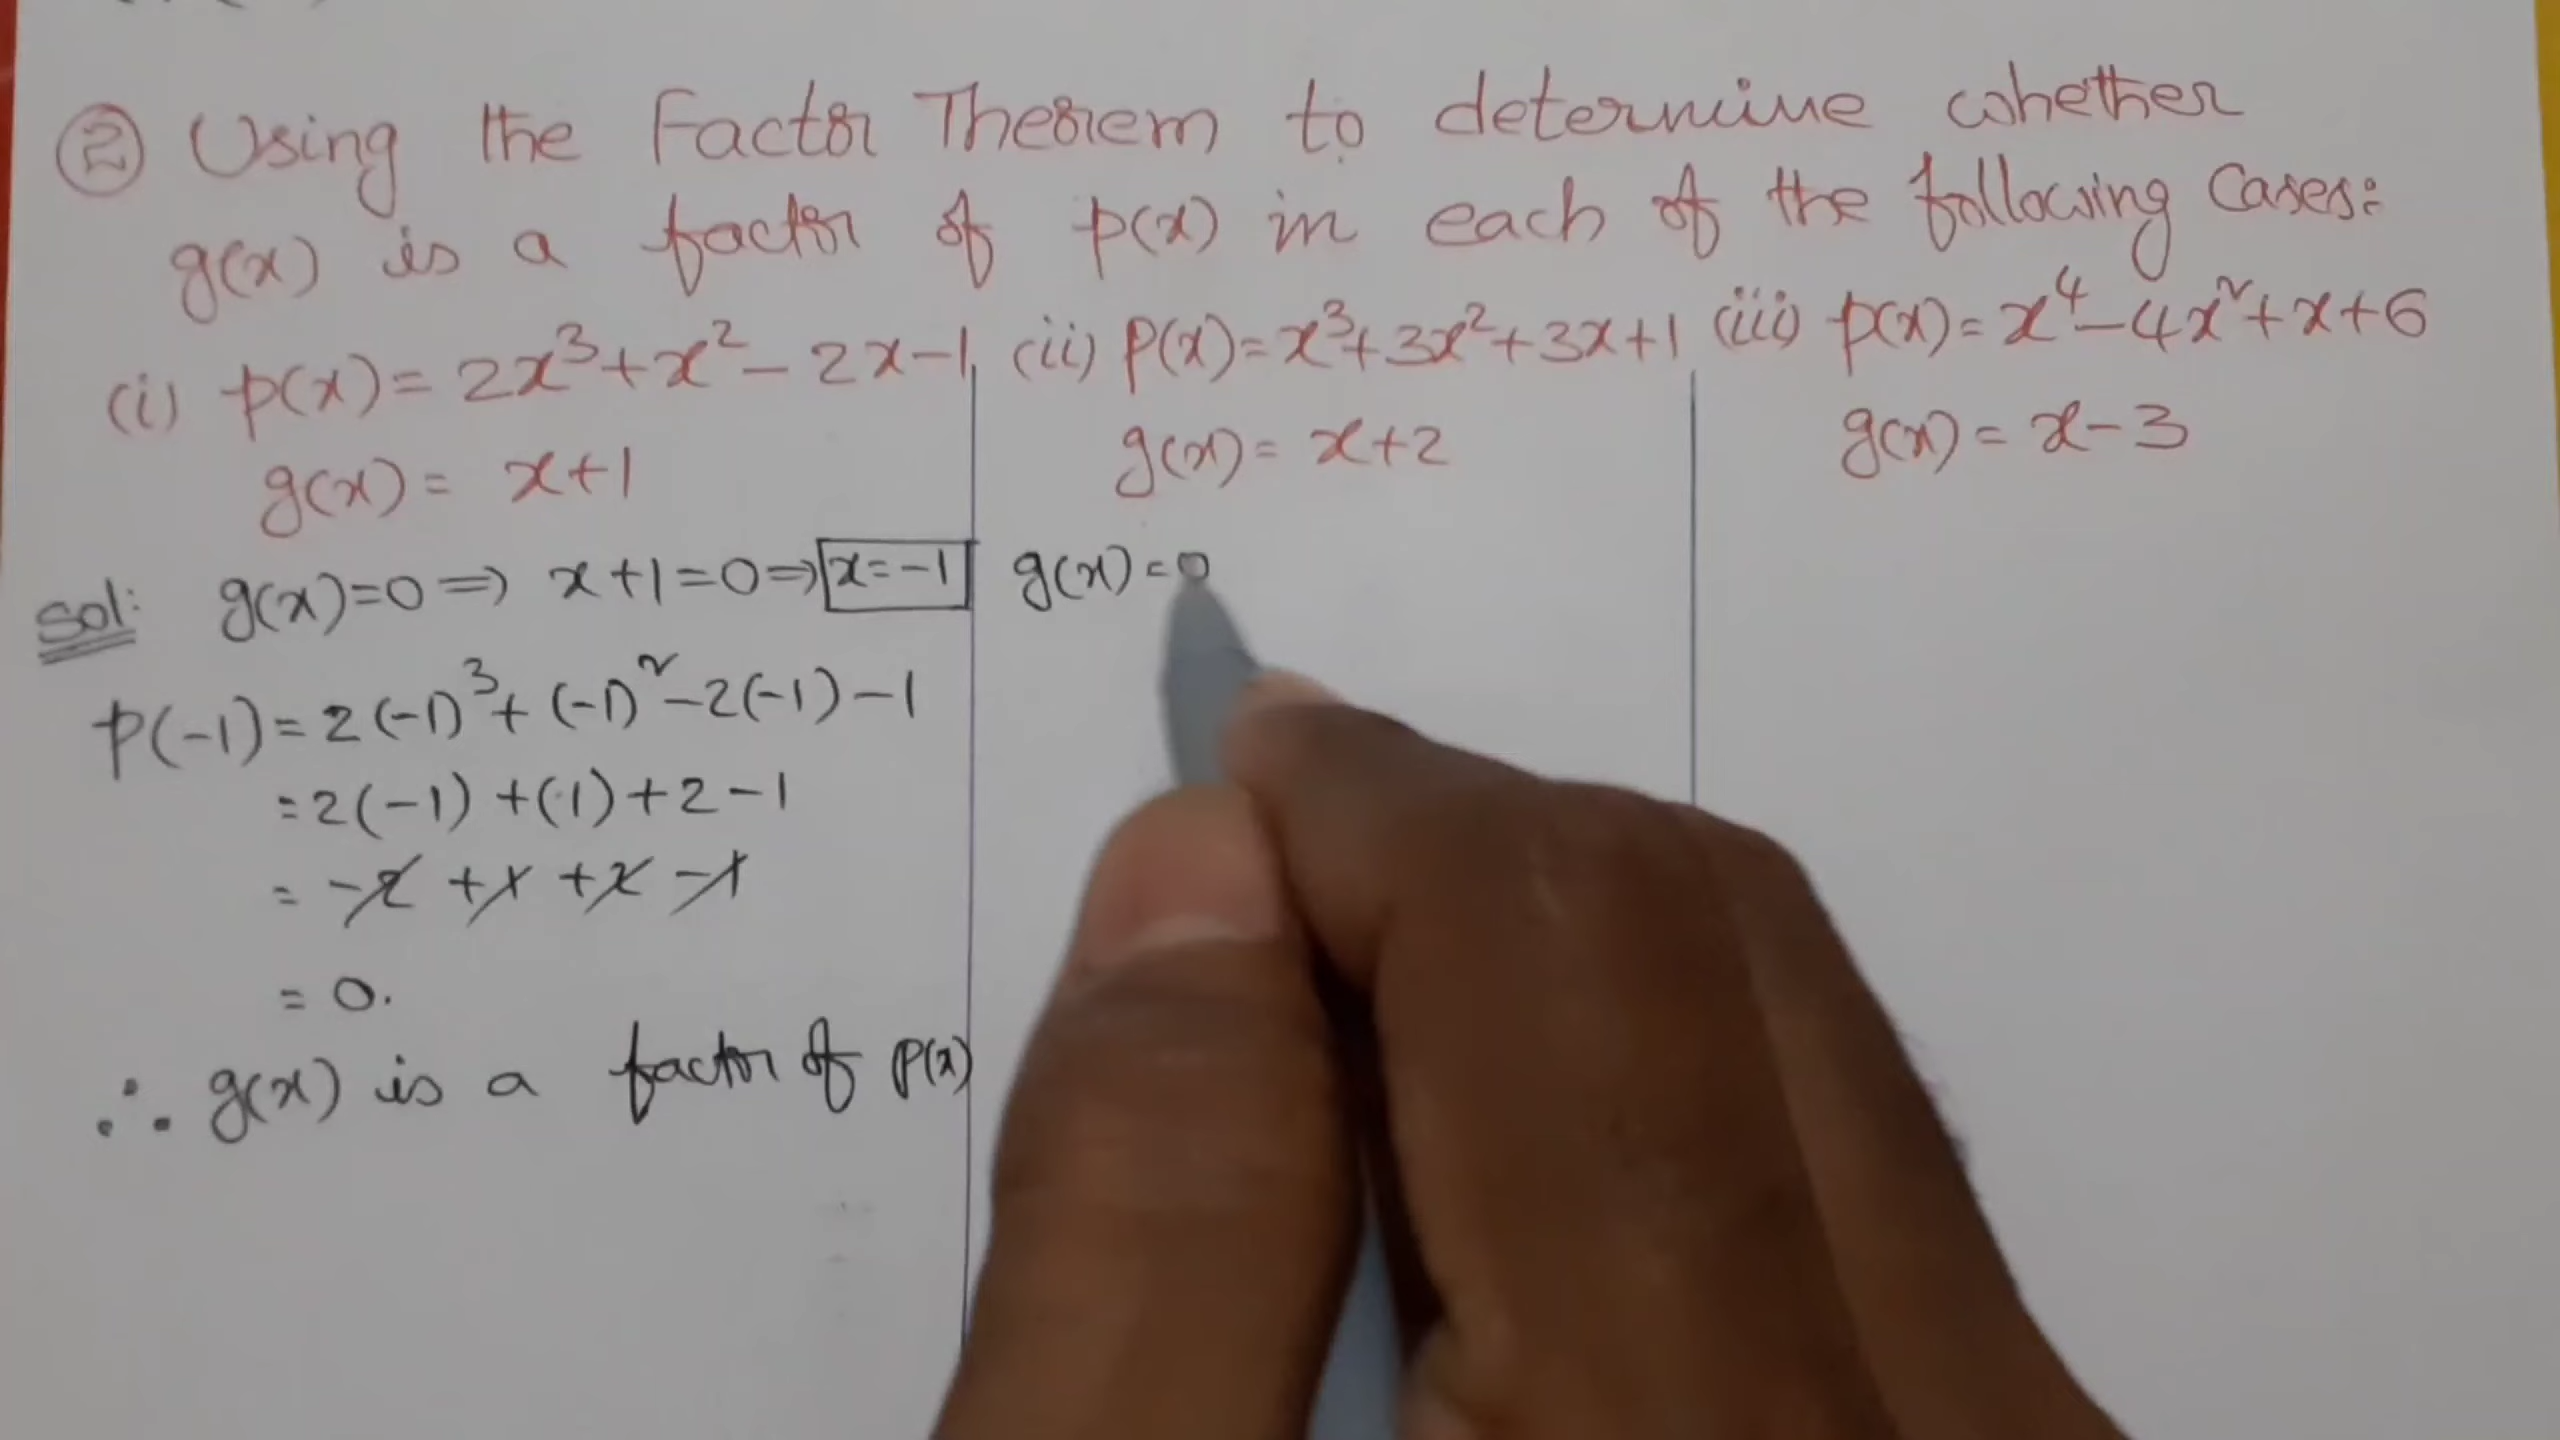 ② Using the Factor Theorem to determine whether
g(x) is a factor of p(x) in each of the following cases:
(i) p(x) = 2x³+x²-2x-1
g(x) = x+1
(ii) P(x) = x³+3x²+3x+1
g(x) = x+2
(iii) p(x) = x⁴-4x²+x+6
g(x) = x-3
Sol: g(x)=0 ⇒ x+1=0 ⇒ x=-1
p(-1) = 2(-1)³+(-1)²-2(-1)-1
= 2(-1)+(1)+2-1
= -2+1+2-1
= 0.
∴ g(x) is a factor of p(x)
g(x) = 0